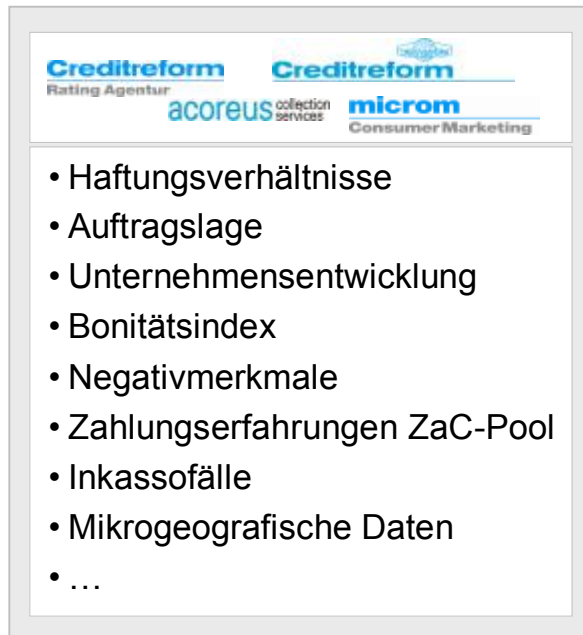 Creditreform
Rating Agentur
Creditreform
acoreus collection services
microm
Consumer Marketing
• Haftungsverhältnisse
• Auftragslage
• Unternehmensentwicklung
• Bonitätsindex
• Negativmerkmale
• Zahlungserfahrungen ZaC-Pool
• Inkassofälle
• Mikrogeografische Daten
• …